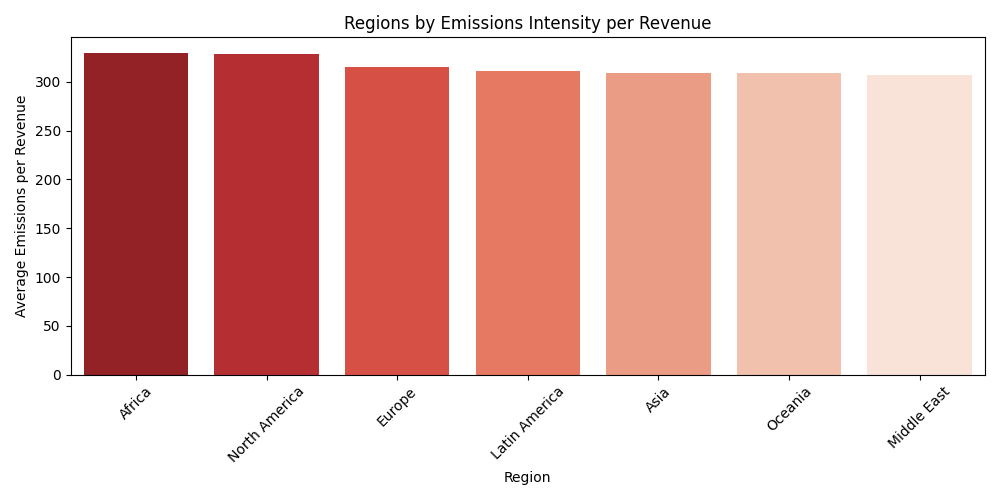 Regions by Emissions Intensity per Revenue
Average Emissions per Revenue
300
250
200
150
100
50
0
Africa
North America
Europe
Latin America
Asia
Oceania
Middle East
Region